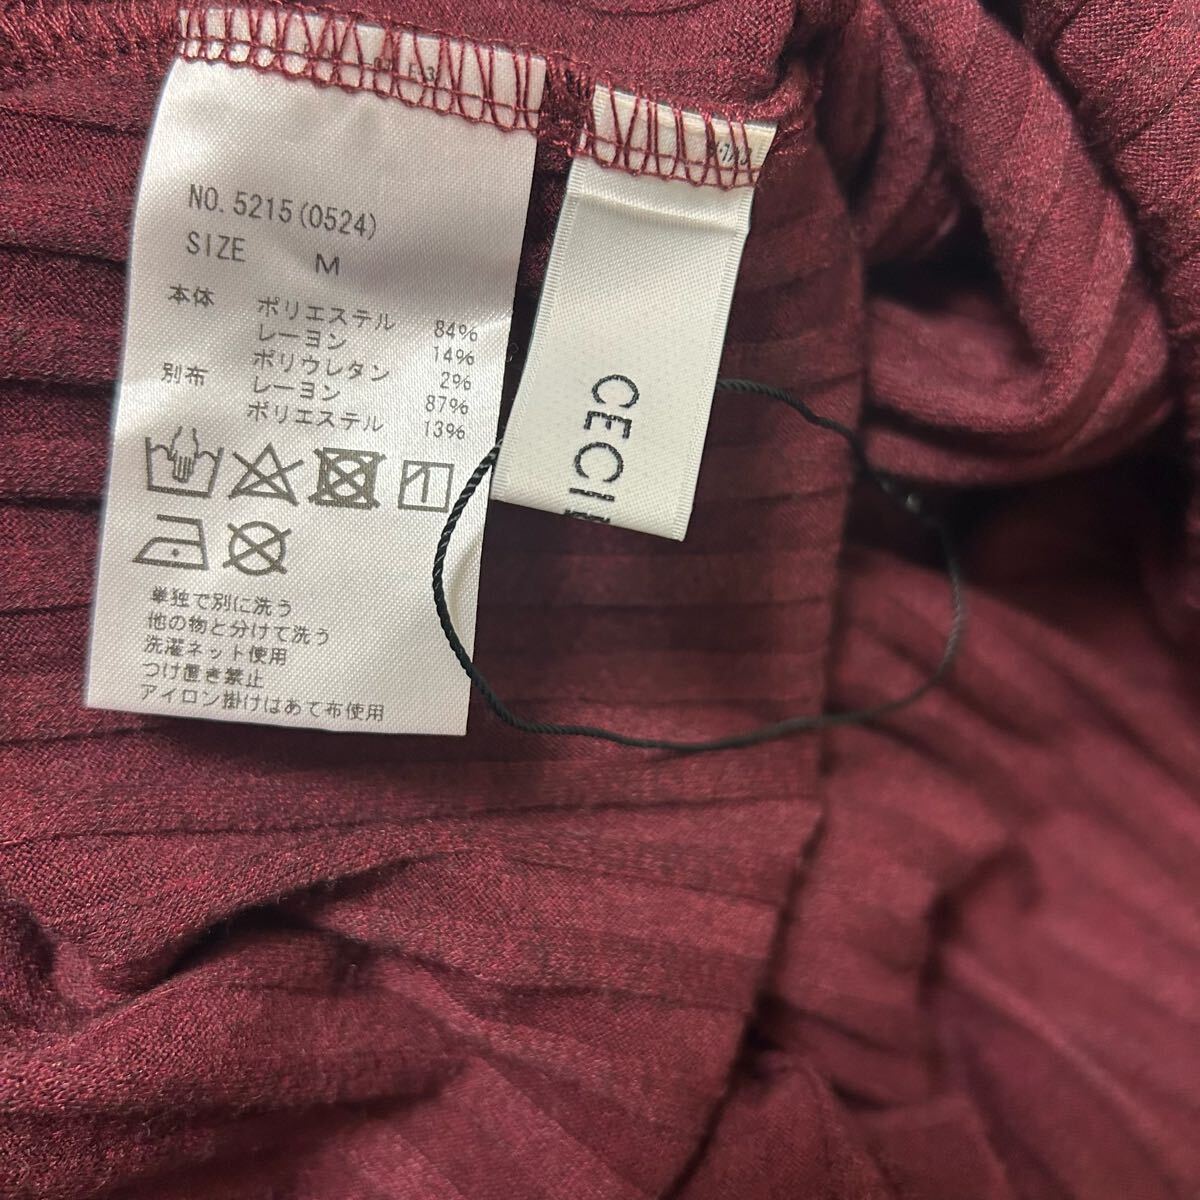 NO.5215(0524)
SIZE M
本体 ポリエステル 84%
レーヨン 14%
ポリウレタン 2%
別布 レーヨン 87%
ポリエステル 13%
単独で別に洗う
他の物と分けて洗う
洗濯ネット使用
つけ置き禁止
アイロン掛けはあて布使用
CECI